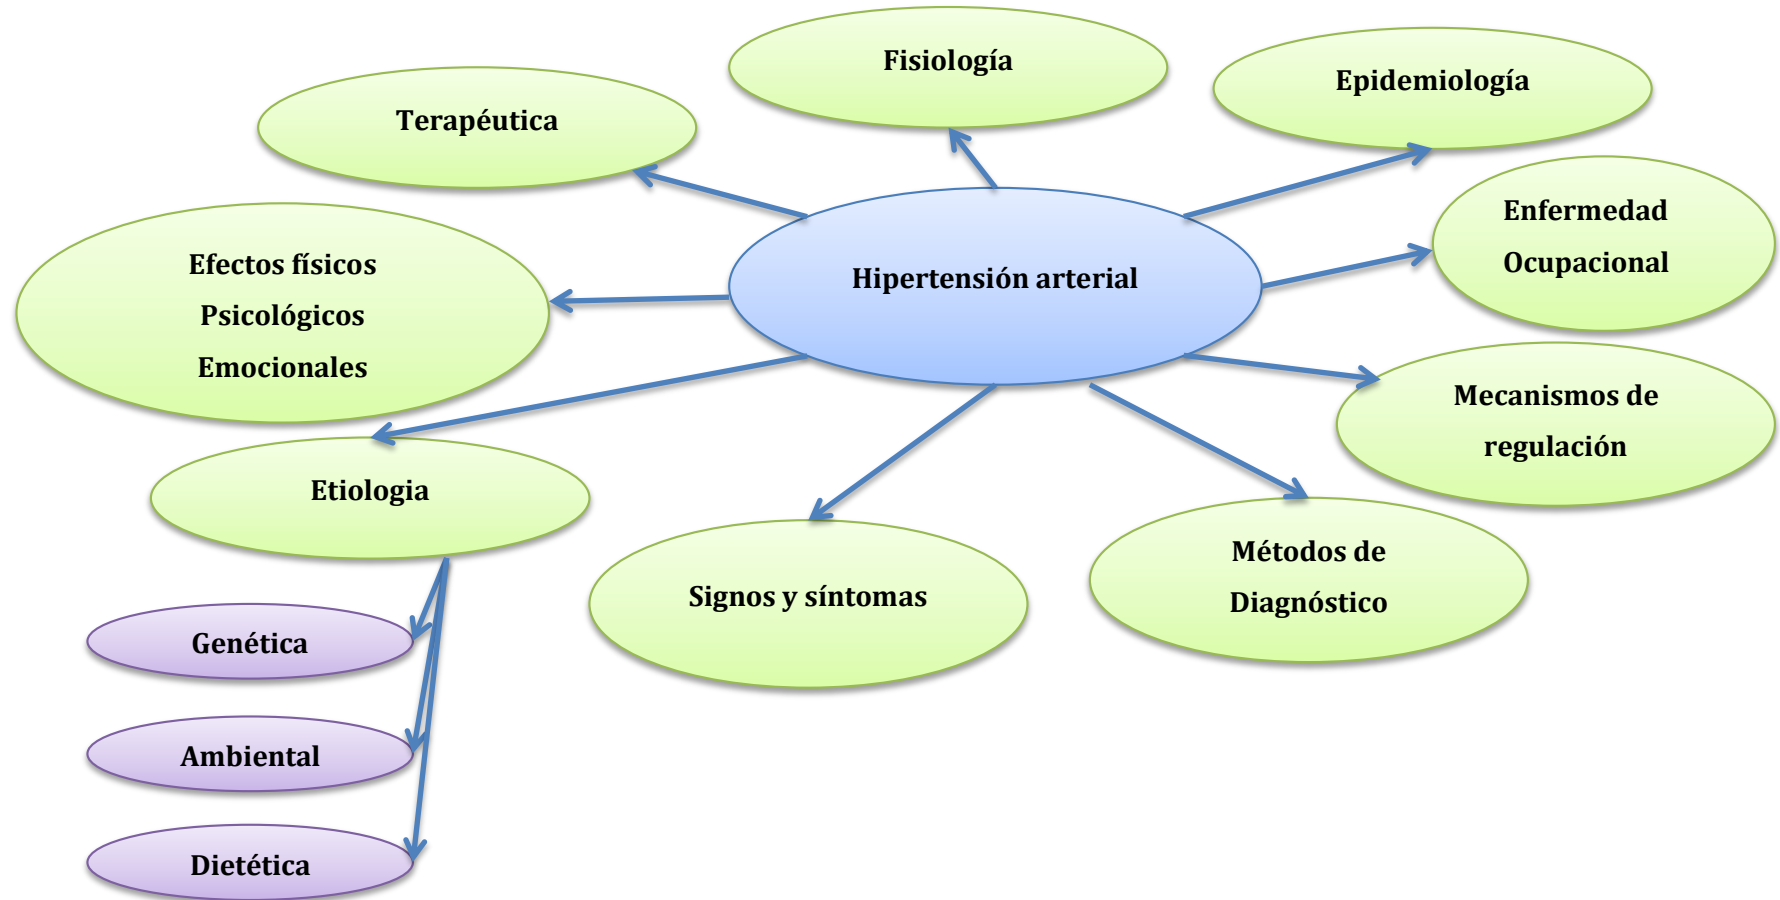 Fisiología
Epidemiología
Terapéutica
Enfermedad
Ocupacional
Efectos físicos
Psicológicos
Emocionales
Hipertensión arterial
Mecanismos de
regulación
Etiologia
Signos y síntomas
Métodos de
Diagnóstico
Genética
Ambiental
Dietética